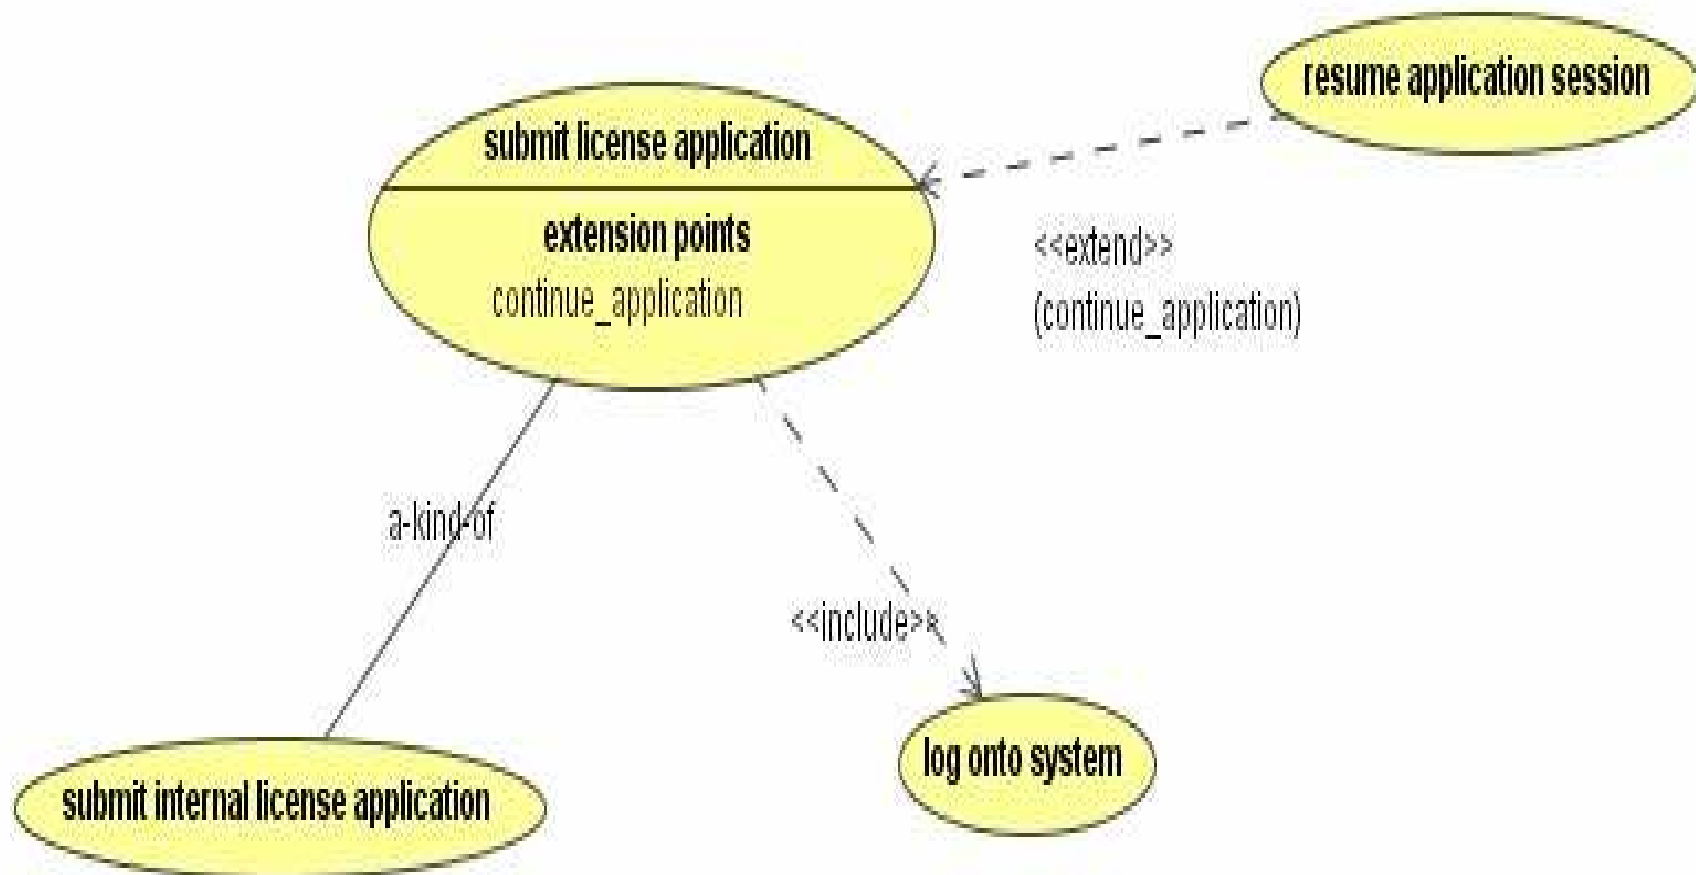 resume application session
submit license application
extension points
continue_application
<<extend>>
(continue_application)
a-kind-of
<<include>>
log onto system
submit internal license application